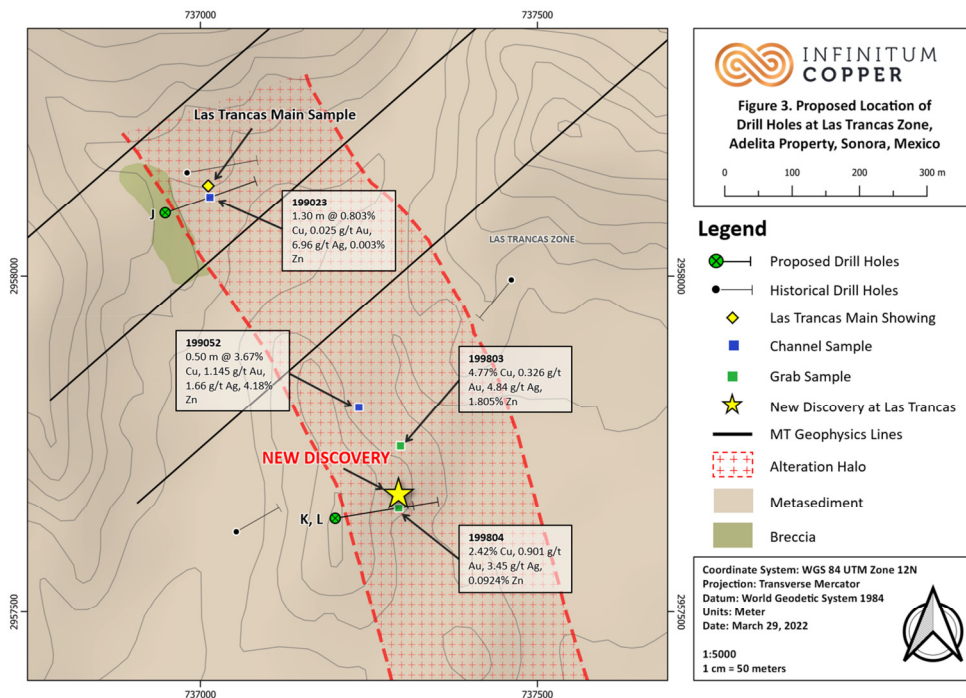 737000
737500
Las Trancas Main Sample
J
199023
1.30 m @ 0.803%
Cu, 0.025 g/t Au,
6.96 g/t Ag, 0.003%
Zn
LAS TRANCAS ZONE
2958000
2958000
199052
0.50 m @ 3.67%
Cu, 1.145 g/t Au,
1.66 g/t Ag, 4.18%
Zn
199803
4.77% Cu, 0.326 g/t
Au, 4.84 g/t Ag,
1.805% Zn
NEW DISCOVERY
K, L
199804
2.42% Cu, 0.901 g/t
Au, 3.45 g/t Ag,
0.0924% Zn
2957500
2957500
737000
737500
INFINITUM
COPPER
Figure 3. Proposed Location of
Drill Holes at Las Trancas Zone,
Adelita Property, Sonora, Mexico
0 100 200 300 m
Legend
Proposed Drill Holes
Historical Drill Holes
Las Trancas Main Showing
Channel Sample
Grab Sample
New Discovery at Las Trancas
MT Geophysics Lines
Alteration Halo
Metasediment
Breccia
Coordinate System: WGS 84 UTM Zone 12N
Projection: Transverse Mercator
Datum: World Geodetic System 1984
Units: Meter
Date: March 29, 2022
1:5000
1 cm = 50 meters